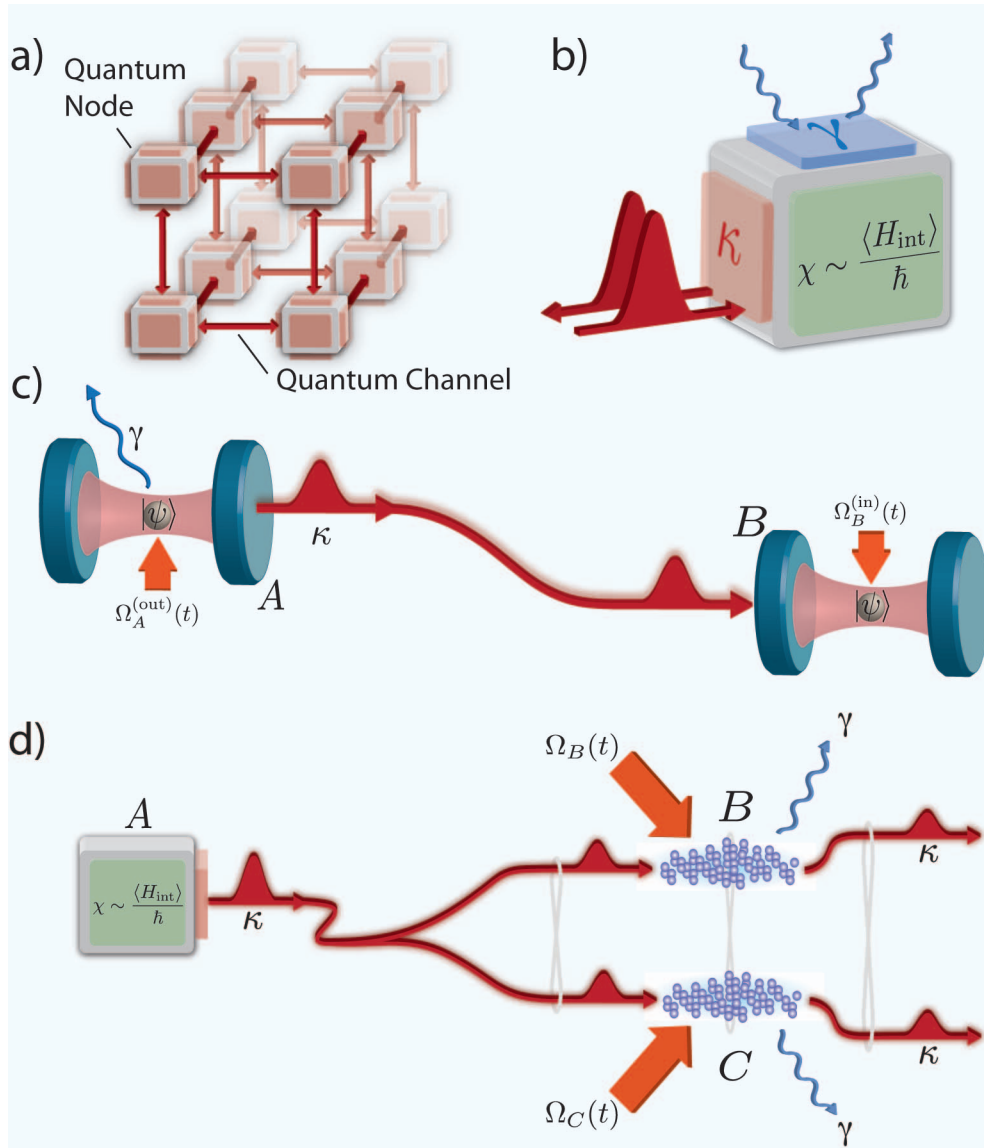 a)
Quantum
Node
Quantum Channel
b)
γ
κ
χ ∼ ⟨H_int⟩/ħ
c)
γ
|ψ⟩
Ω_A^(out)(t)
A
κ
B
Ω_B^(in)(t)
|ψ⟩
d)
A
χ ∼ ⟨H_int⟩/ħ
κ
Ω_B(t)
B
γ
κ
Ω_C(t)
C
γ
κ